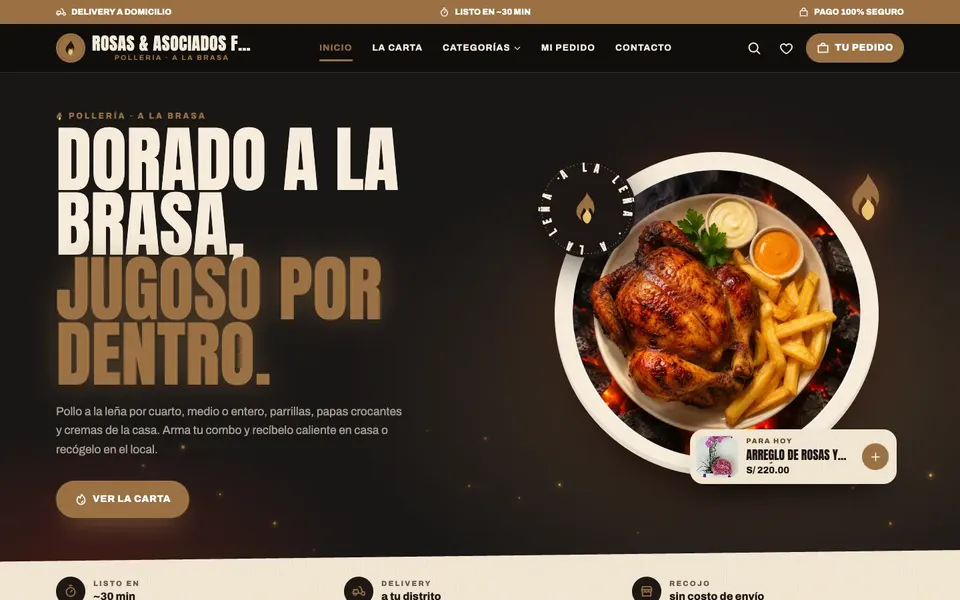 DELIVERY A DOMICILIO
LISTO EN ~30 MIN
PAGO 100% SEGURO
ROSAS & ASOCIADOS F...
POLLERÍA · A LA BRASA
INICIO
LA CARTA
CATEGORÍAS
MI PEDIDO
CONTACTO
TU PEDIDO
POLLERÍA · A LA BRASA
DORADO A LA
BRASA,
JUGOSO POR
DENTRO.
A LA LEÑA · A LA LEÑA ·
Pollo a la leña por cuarto, medio o entero, parrillas, papas crocantes
y cremas de la casa. Arma tu combo y recíbelo caliente en casa o
recógelo en el local.
VER LA CARTA
PARA HOY
ARREGLO DE ROSAS Y...
S/ 220.00
LISTO EN
~30 min
DELIVERY
a tu distrito
RECOJO
sin costo de envío